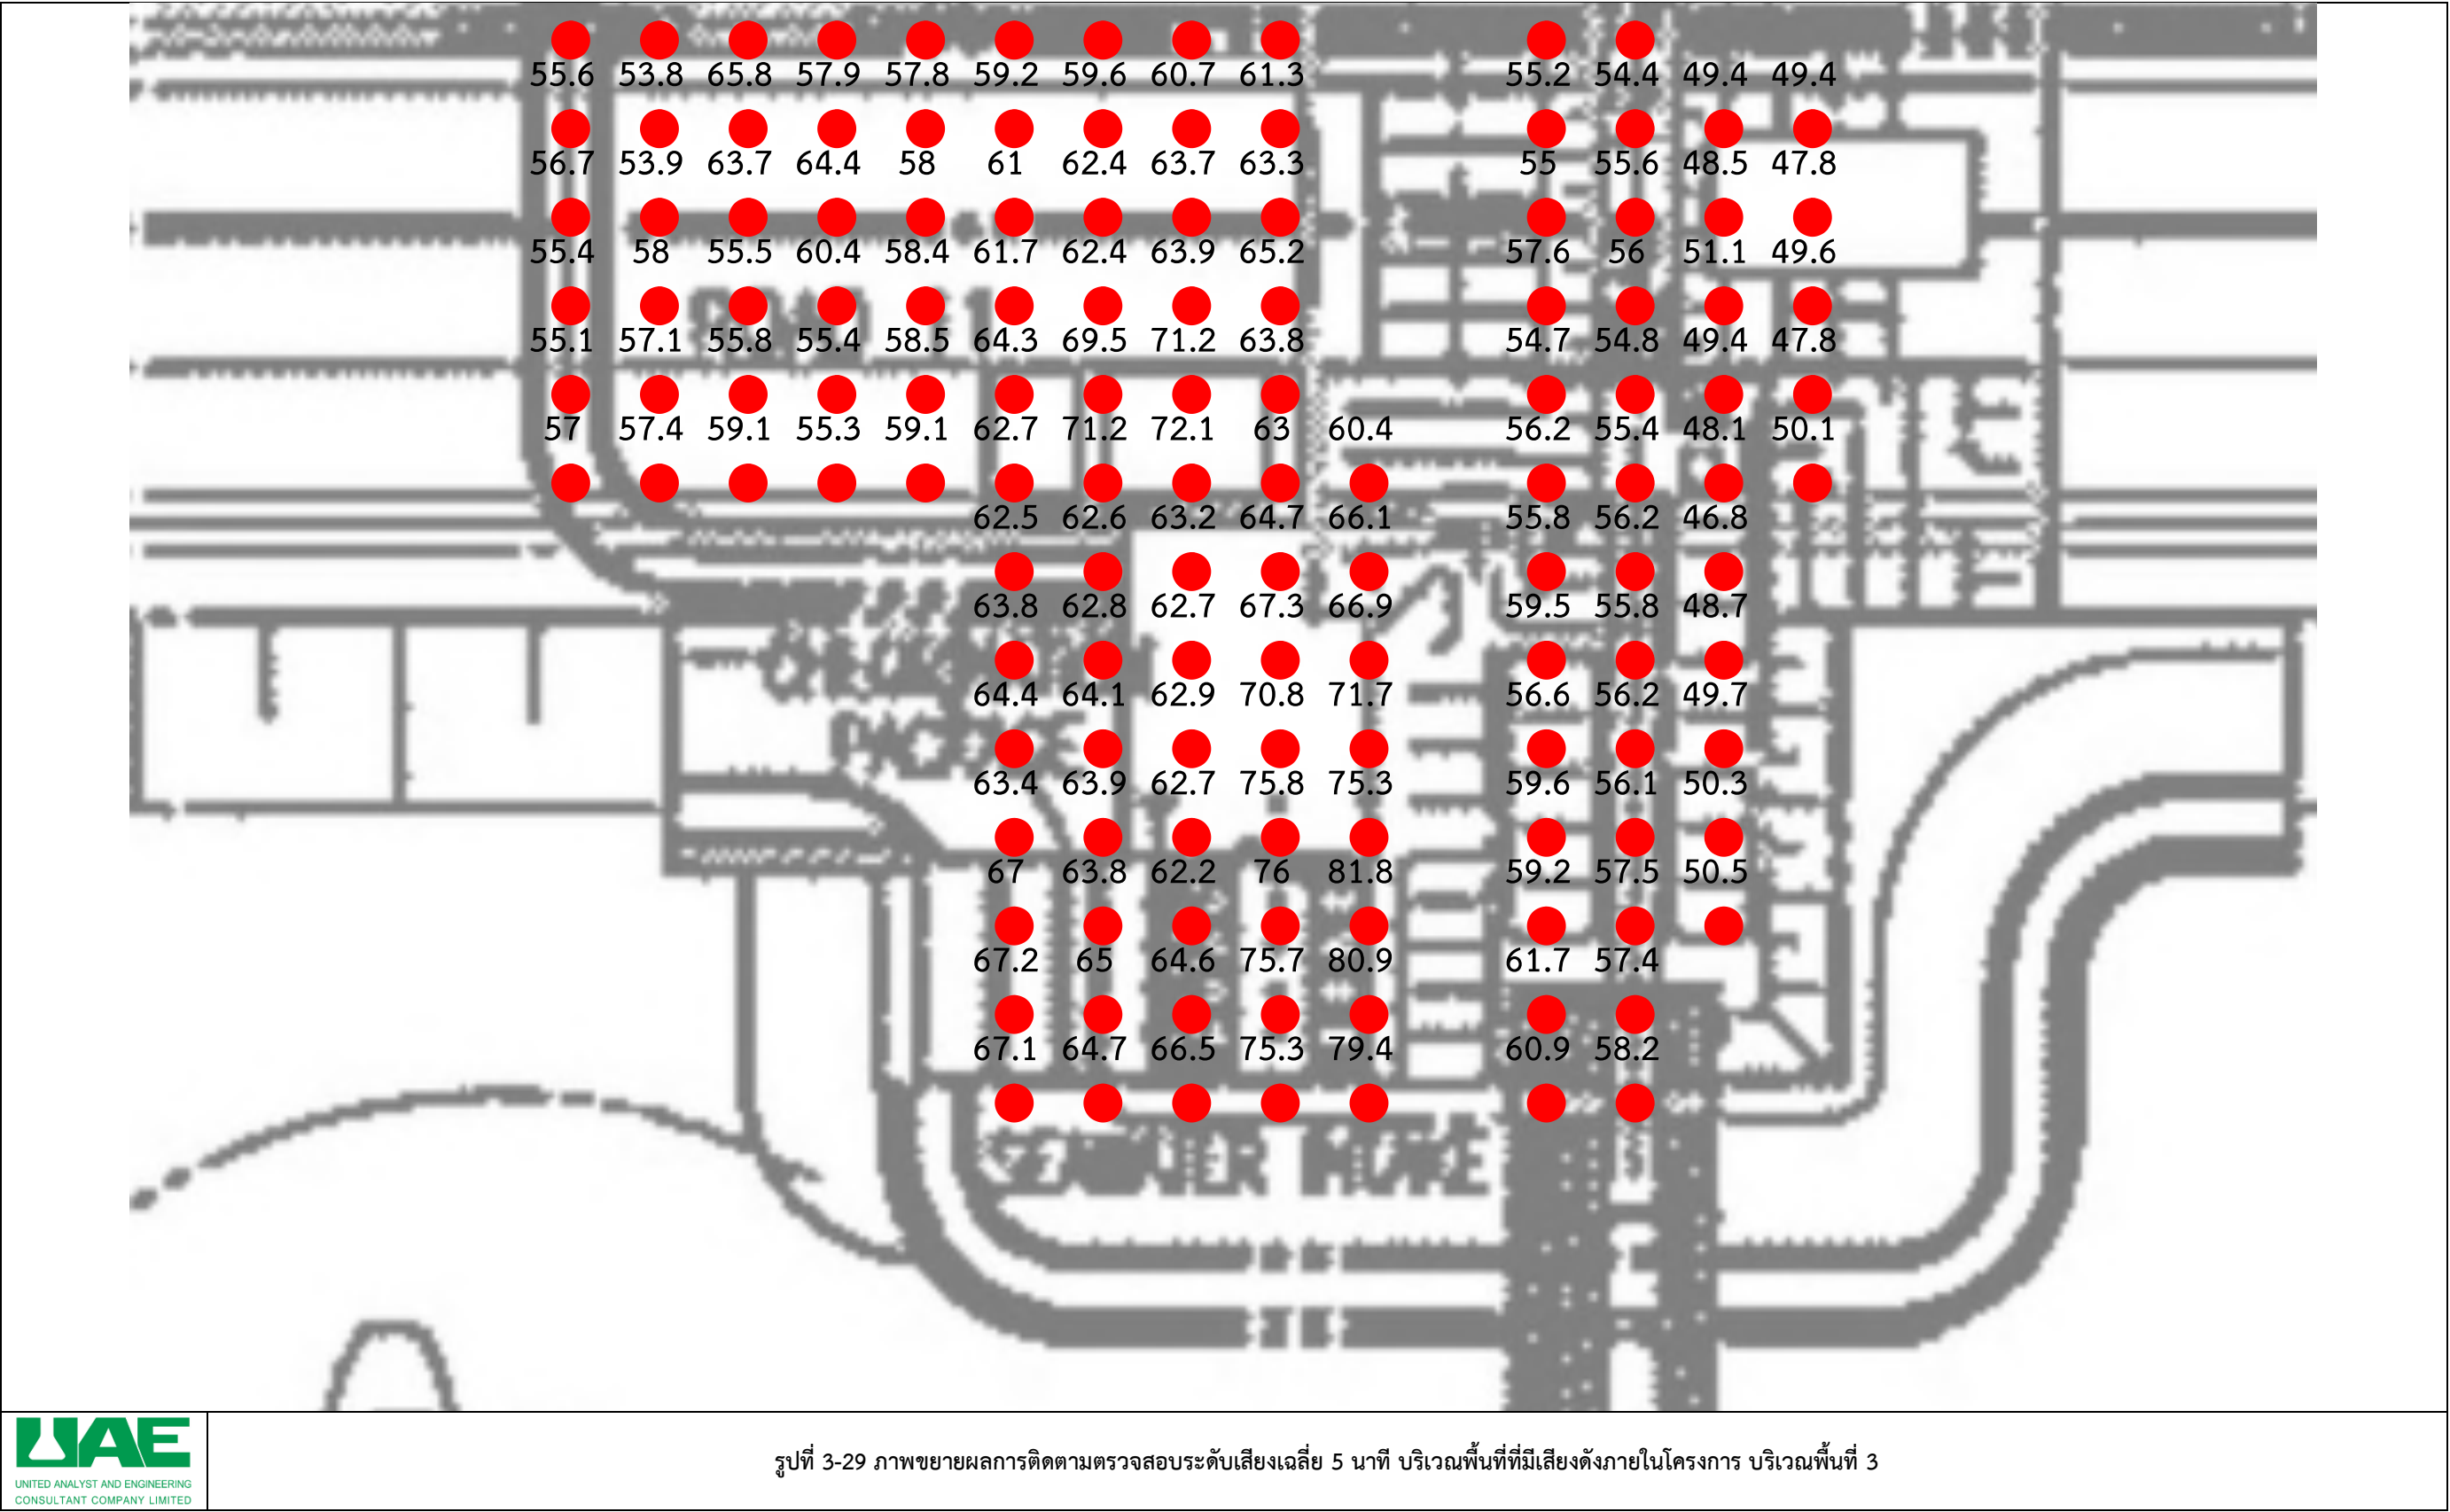 55.6 53.8 65.8 57.9 57.8 59.2 59.6 60.7 61.3 55.2 54.4 49.4 49.4
56.7 53.9 63.7 64.4 58 61 62.4 63.7 63.3 55 55.6 48.5 47.8
55.4 58 55.5 60.4 58.4 61.7 62.4 63.9 65.2 57.6 56 51.1 49.6
55.1 57.1 55.8 55.4 58.5 64.3 69.5 71.2 63.8 54.7 54.8 49.4 47.8
57 57.4 59.1 55.3 59.1 62.7 71.2 72.1 63 60.4 56.2 55.4 48.1 50.1
62.5 62.6 63.2 64.7 66.1 55.8 56.2 46.8
63.8 62.8 62.7 67.3 66.9 59.5 55.8 48.7
64.4 64.1 62.9 70.8 71.7 56.6 56.2 49.7
63.4 63.9 62.7 75.8 75.3 59.6 56.1 50.3
67 63.8 62.2 76 81.8 59.2 57.5 50.5
67.2 65 64.6 75.7 80.9 61.7 57.4
67.1 64.7 66.5 75.3 79.4 60.9 58.2
UAE
UNITED ANALYST AND ENGINEERING
CONSULTANT COMPANY LIMITED
รูปที่ 3-29 ภาพขยายผลการติดตามตรวจสอบระดับเสียงเฉลี่ย 5 นาที บริเวณพื้นที่ที่มีเสียงดังภายในโครงการ บริเวณพื้นที่ 3